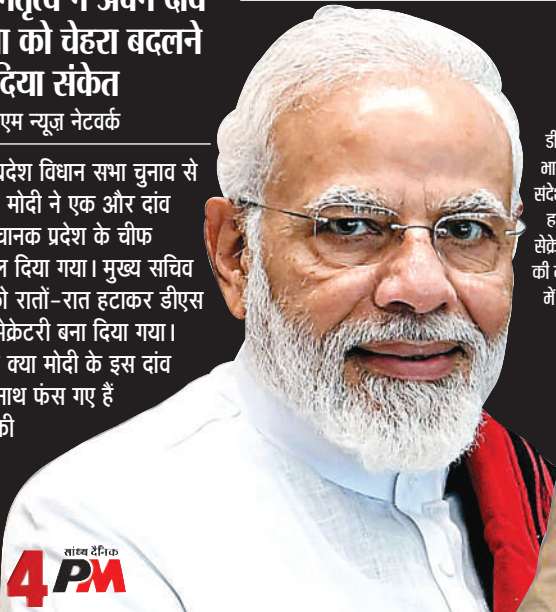 नेतृत्व ने अपने दांव
को चेहरा बदलने
दिया संकेत
एम न्यूज़ नेटवर्क
प्रदेश विधान सभा चुनाव से
मोदी ने एक और दांव
चानक प्रदेश के चीफ
ल दिया गया। मुख्य सचिव
को रातों-रात हटाकर डीएस
सेक्रेटरी बना दिया गया।
क्या मोदी के इस दांव
नाथ फंस गए हैं
की
डी
भा
संदेश
ह
सेक्रे
की
में
सांध्य दैनिक
4PM